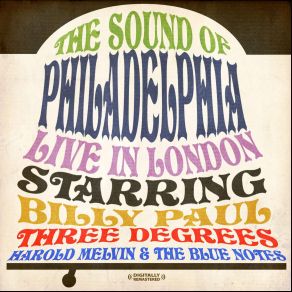 THE SOUND OF
PHILADELPHIA
LIVE IN LONDON
STARRING
BILLY PAUL
THREE DEGREES
HAROLD MELVIN & THE BLUE NOTES
DIGITALLY
REMASTERED